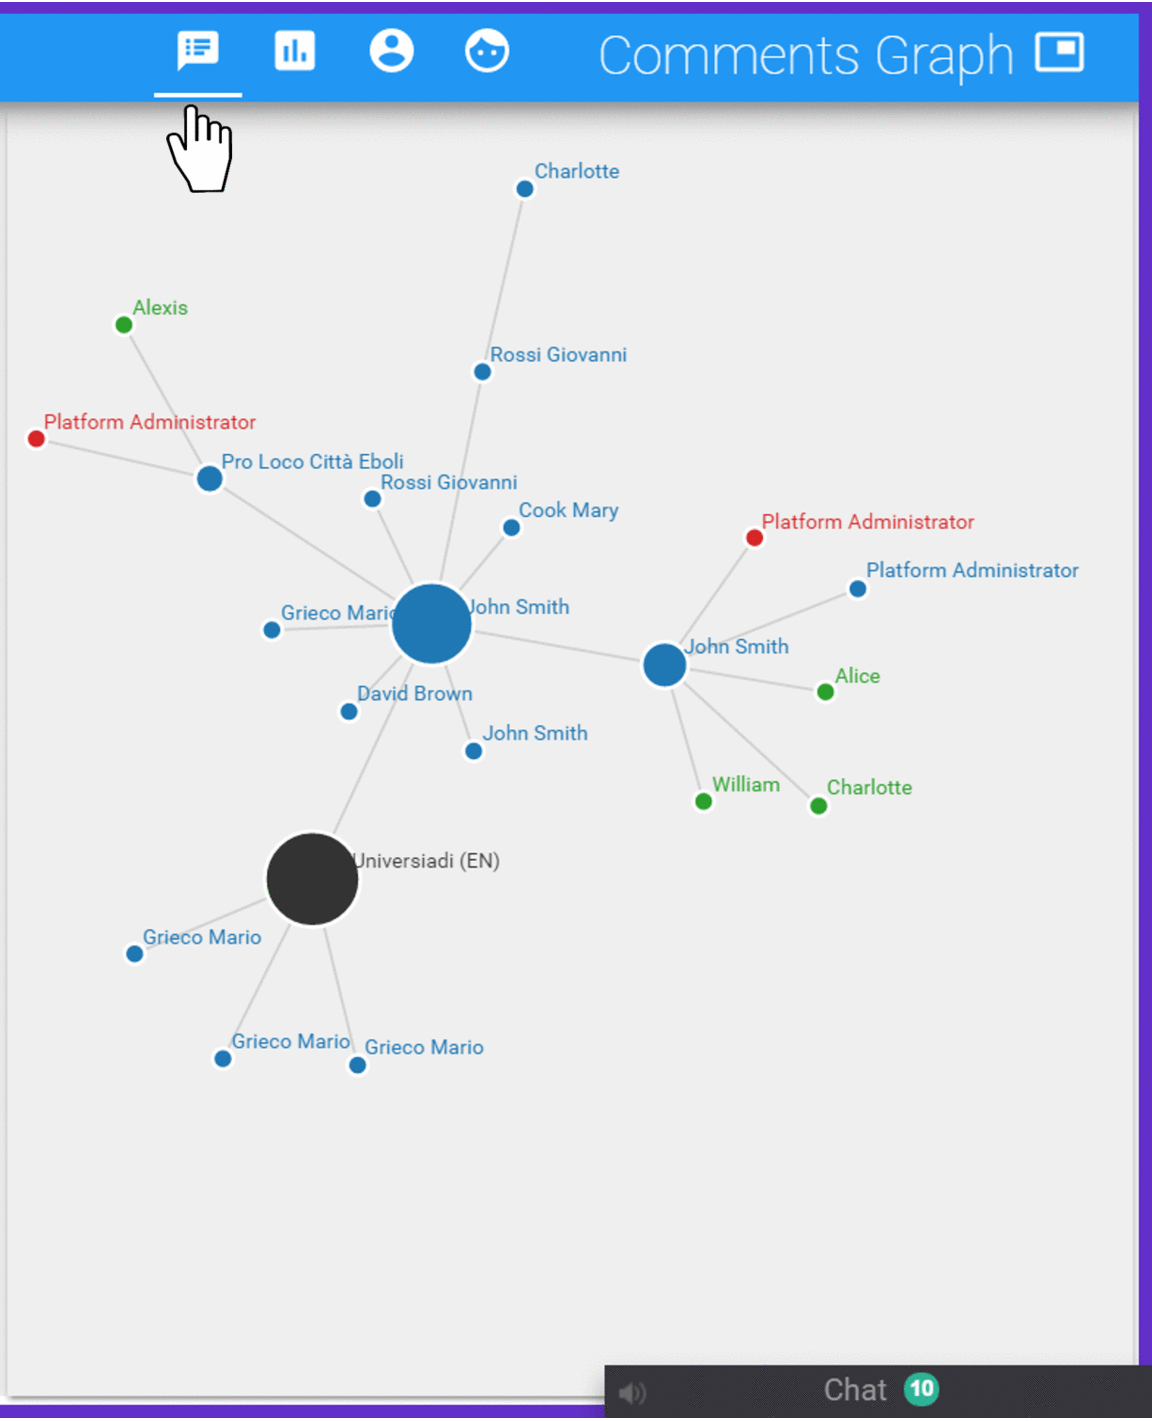 Comments Graph
Charlotte
Alexis
Rossi Giovanni
Platform Administrator
Pro Loco Città Eboli
Rossi Giovanni
Cook Mary
Platform Administrator
Platform Administrator
Grieco Mario
John Smith
John Smith
Alice
David Brown
John Smith
William
Charlotte
Universiadi (EN)
Grieco Mario
Grieco Mario
Grieco Mario
Chat 10